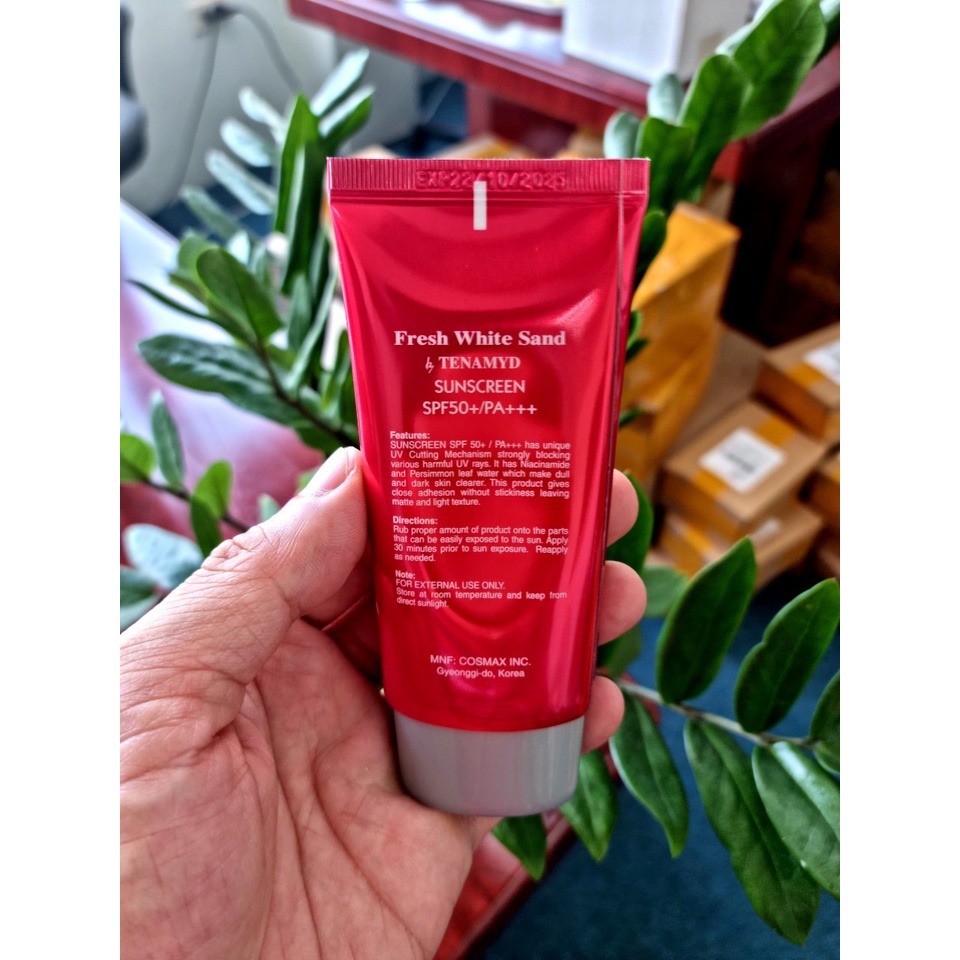 EXP22/10/2025
Fresh White Sand
by TENAMYD
SUNSCREEN
SPF50+/PA+++
Features:
SUNSCREEN SPF 50+ / PA+++ has unique
UV Cutting Mechanism strongly blocking
various harmful UV rays. It has Niacinamide
and Persimmon leaf water which make dull
and dark skin clearer. This product gives
close adhesion without stickiness leaving
matte and light texture.
Directions:
Rub proper amount of product onto the parts
that can be easily exposed to the sun. Apply
30 minutes prior to sun exposure. Reapply
as needed.
Note:
FOR EXTERNAL USE ONLY.
Store at room temperature and keep from
direct sunlight.
MNF: COSMAX INC.
Gyeonggi-do, Korea